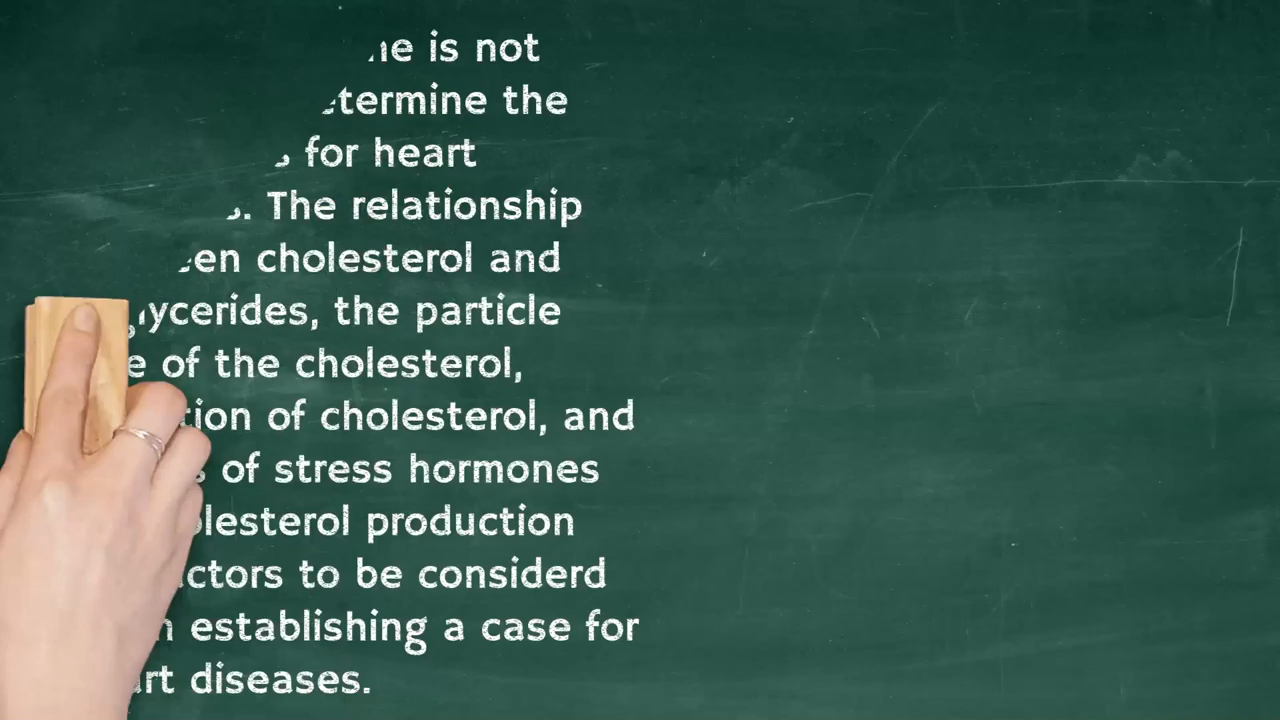 is not
the
for heart
The relationship
cholesterol and
the particle
of the cholesterol,
of cholesterol, and
of stress hormones
production
to be considerd
establishing a case for
diseases.